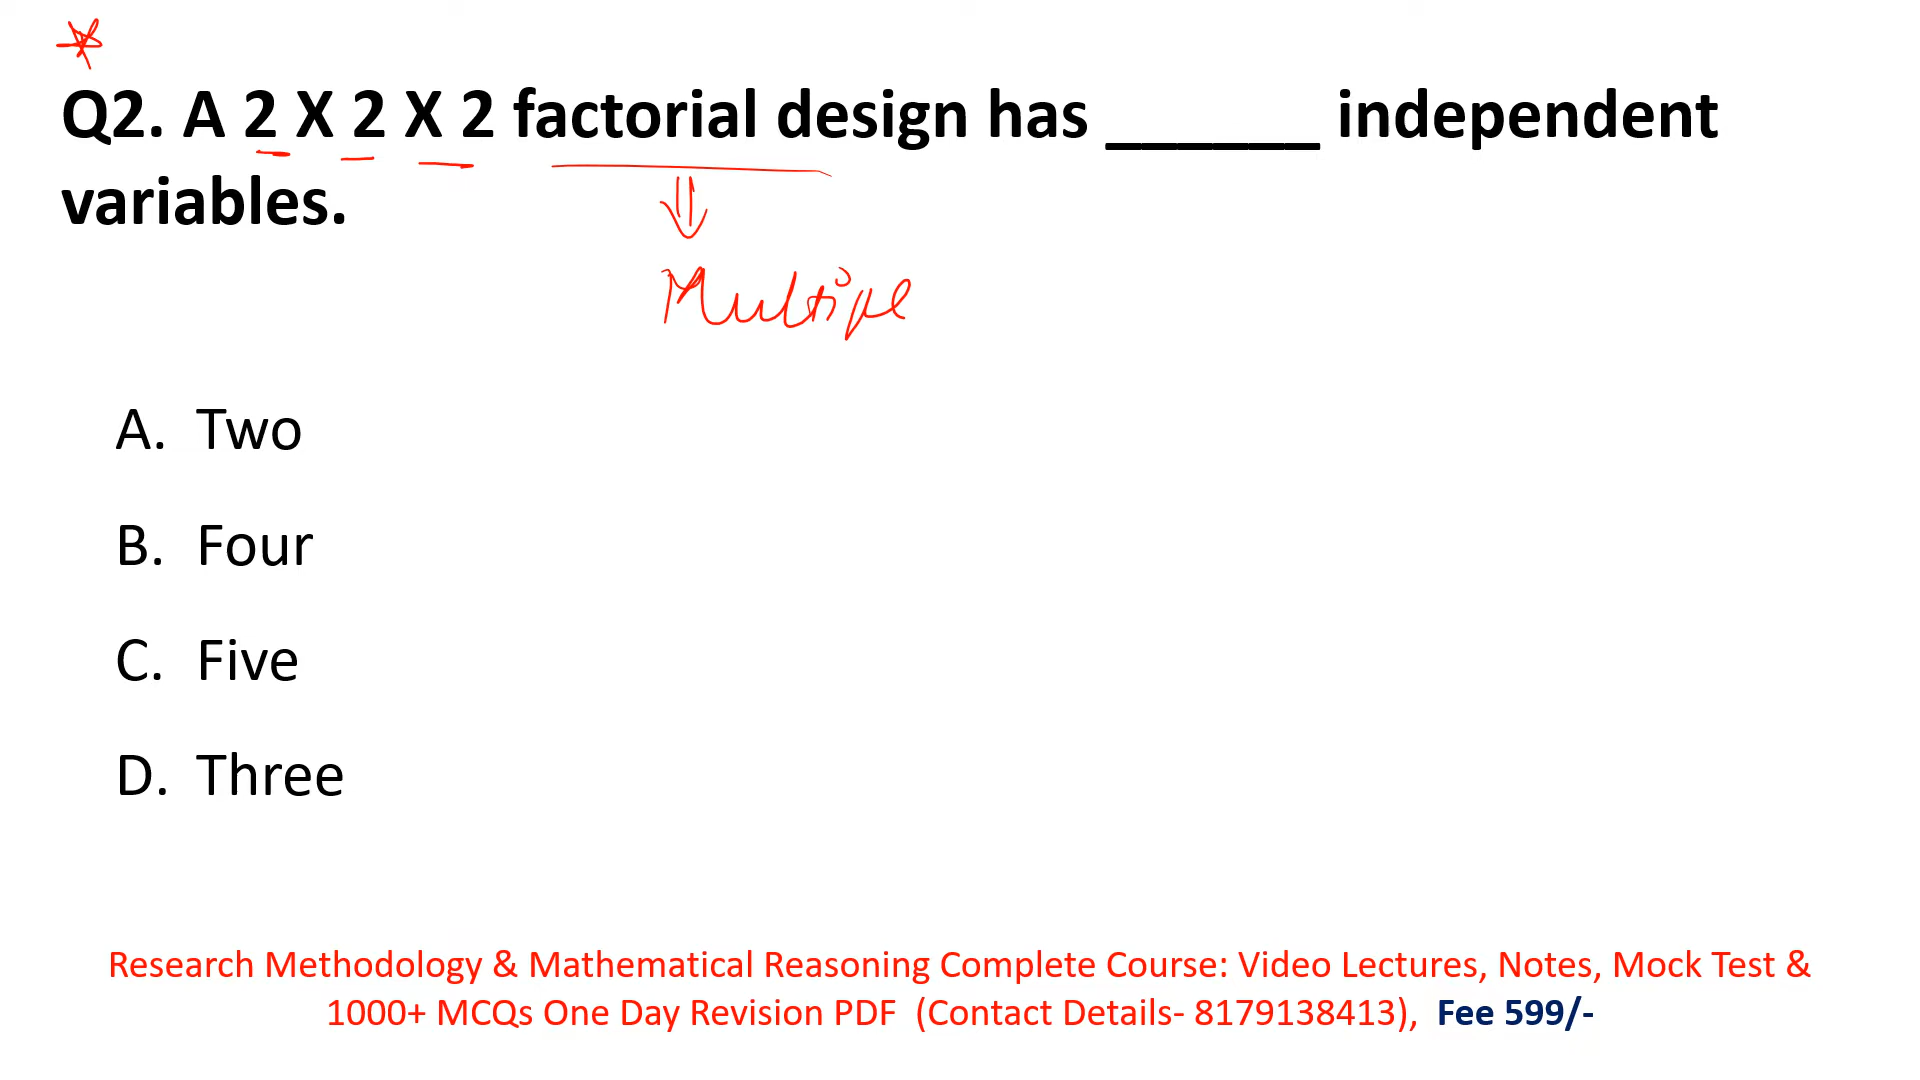 Q2. A 2 X 2 X 2 factorial design has ______ independent
variables.
Multiple
A. Two
B. Four
C. Five
D. Three
Research Methodology & Mathematical Reasoning Complete Course: Video Lectures, Notes, Mock Test &
1000+ MCQs One Day Revision PDF (Contact Details- 8179138413), Fee 599/-